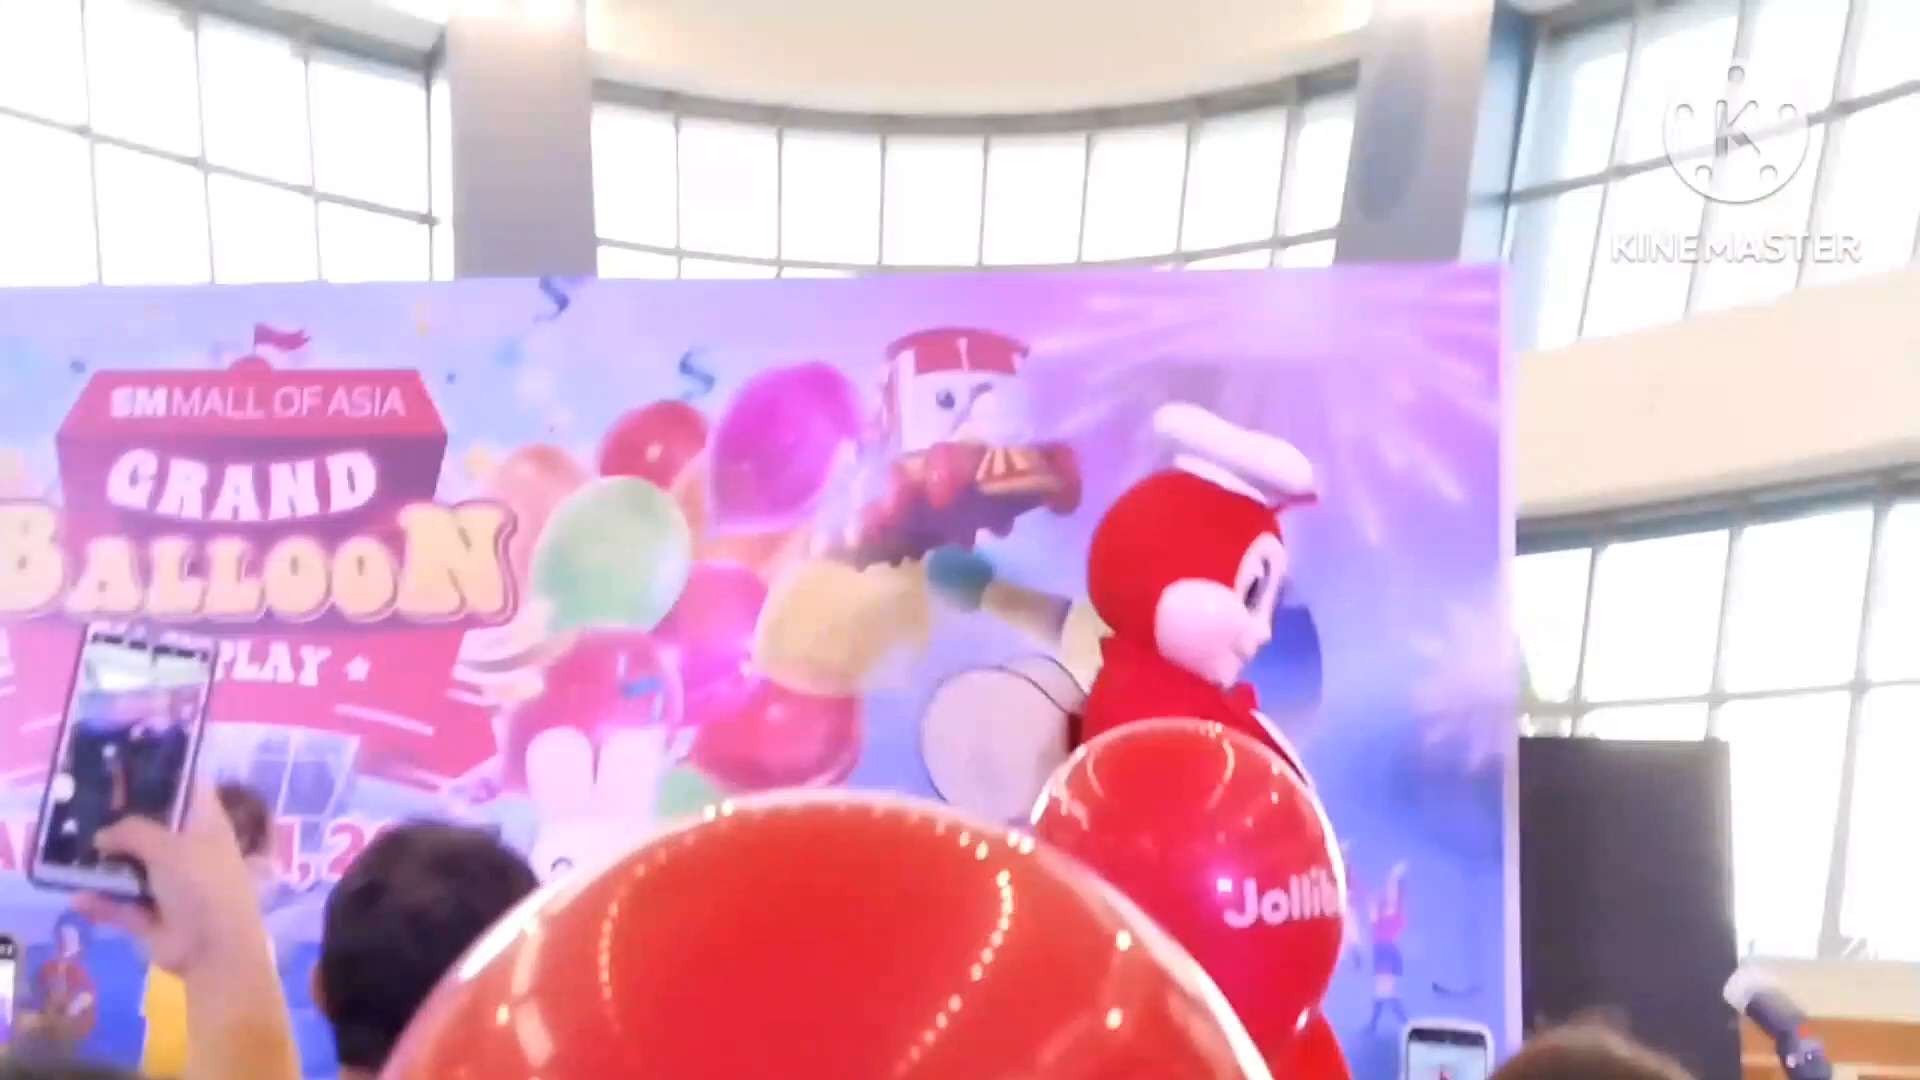 K
KINEMASTER
SM MALL OF ASIA
GRAND
BALLOON
PLAY
Jollib